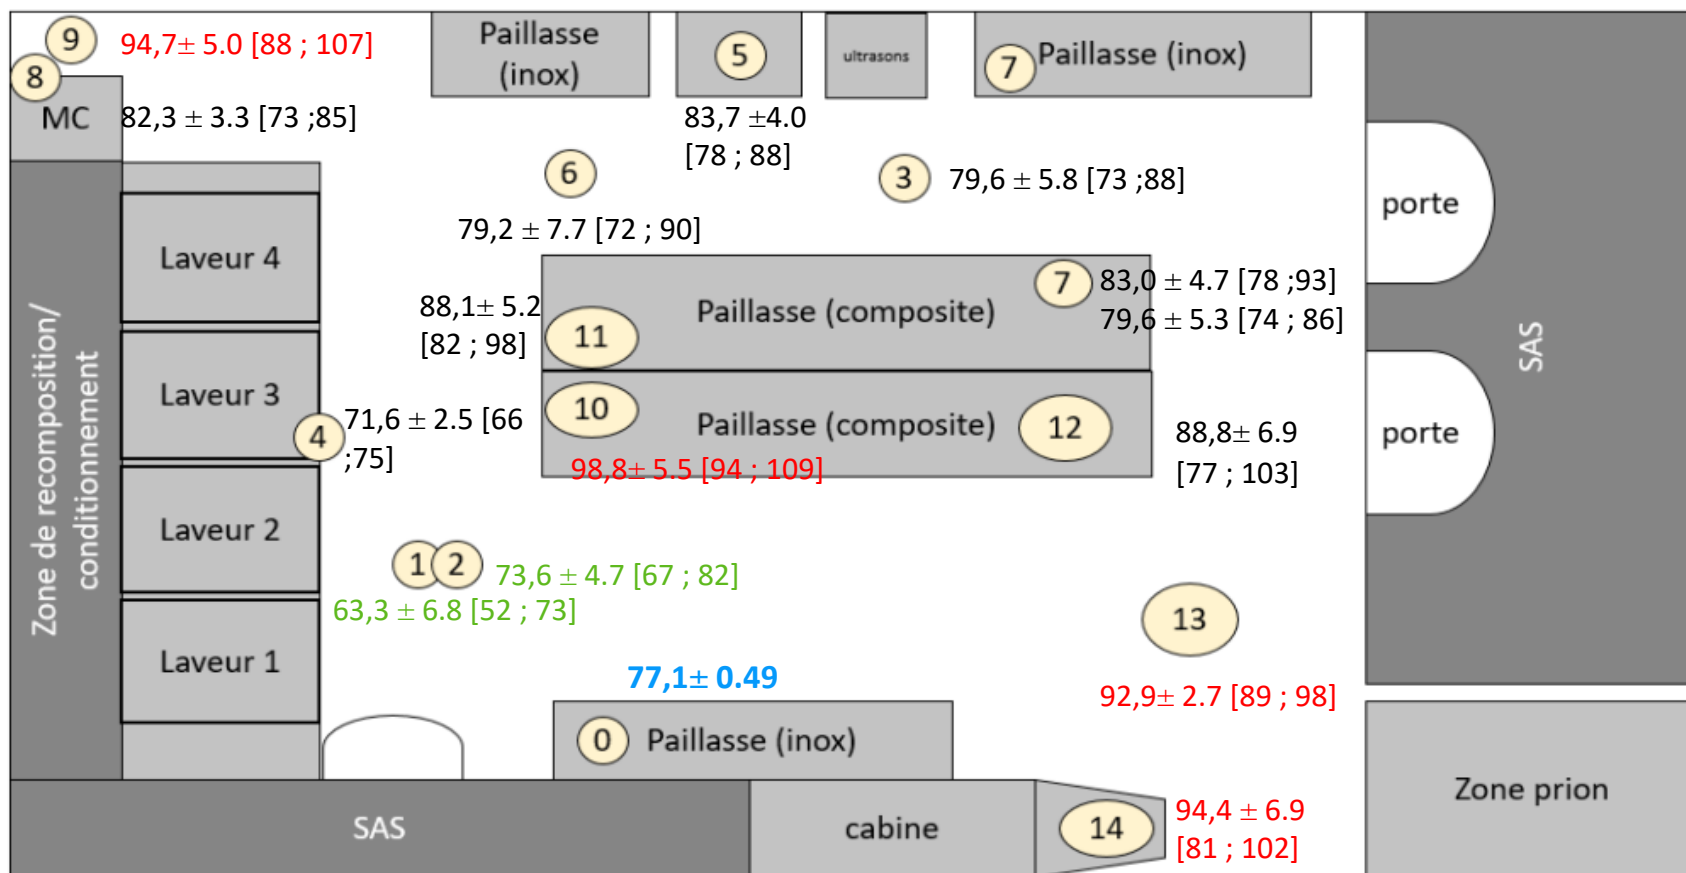 9
94,7± 5.0 [88 ; 107]
8
MC
82,3 ± 3.3 [73 ;85]
Paillasse
(inox)
5
83,7 ±4.0
[78 ; 88]
ultrasons
7
Paillasse (inox)
6
79,2 ± 7.7 [72 ; 90]
3
79,6 ± 5.8 [73 ;88]
porte
Laveur 4
88,1± 5.2
[82 ; 98]
11
Paillasse (composite)
7
83,0 ± 4.7 [78 ;93]
79,6 ± 5.3 [74 ; 86]
SAS
Zone de recomposition/
conditionnement
Laveur 3
4
71,6 ± 2.5 [66
;75]
10
Paillasse (composite)
12
98,8± 5.5 [94 ; 109]
88,8± 6.9
[77 ; 103]
porte
Laveur 2
1
2
73,6 ± 4.7 [67 ; 82]
63,3 ± 6.8 [52 ; 73]
13
92,9± 2.7 [89 ; 98]
Laveur 1
77,1± 0.49
0
Paillasse (inox)
SAS
cabine
14
94,4 ± 6.9
[81 ; 102]
Zone prion